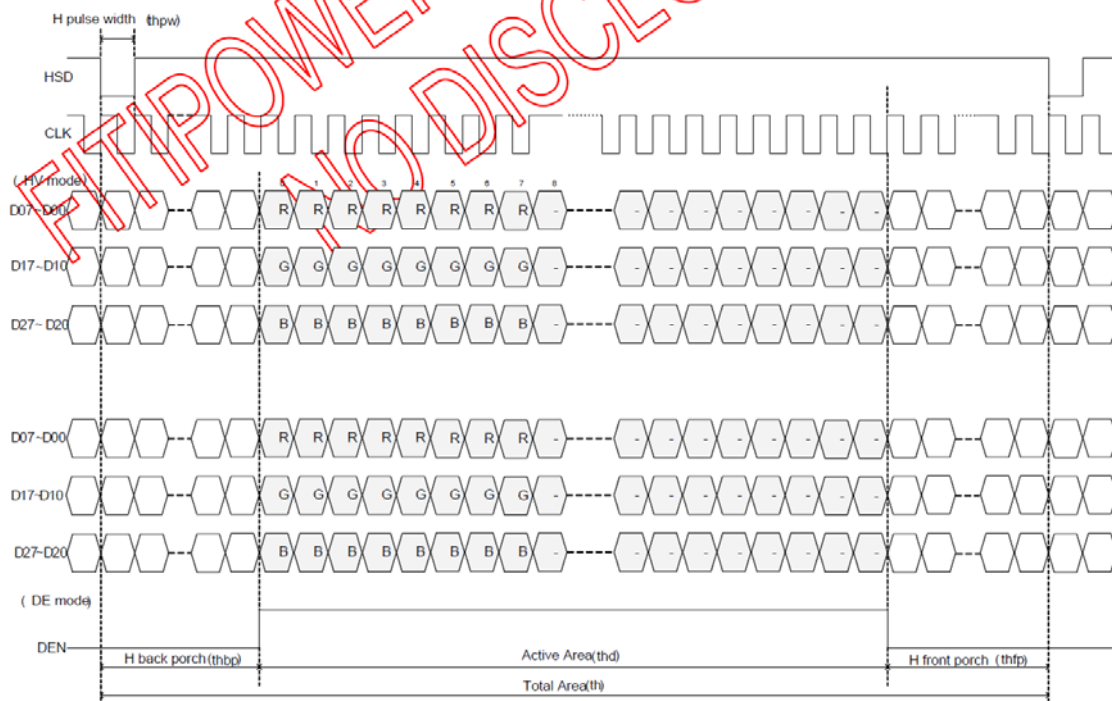 H pulse width (thpw)
HSD
CLK
( HV mode)
1 2 3 4 5 6 7 8
D07~D00 R R R R R R R R - - - - - - - - -
D17~D10 G G G G G G G G - - - - - - - - -
D27~D20 B B B B B B B B - - - - - - - - -
D07~D00 R R R R R R R R - - - - - - - - -
D17~D10 G G G G G G G G - - - - - - - - -
D27~D20 B B B B B B B B - - - - - - - - -
( DE mode)
DEN
H back porch(thbp) Active Area(thd) H front porch (thfp)
Total Area(th)
FITIPOWER
NO DISCLO